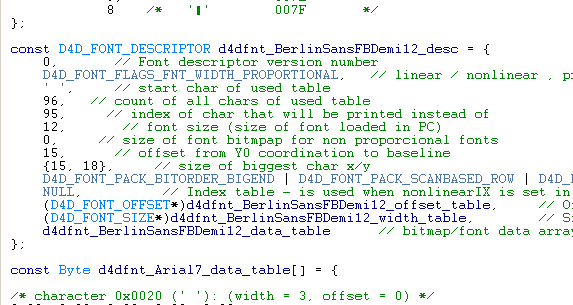 8 /* '▮' 007F */
};
const D4D_FONT_DESCRIPTOR d4dfnt_BerlinSansFBDemi12_desc = {
0, // Font descriptor version number
D4D_FONT_FLAGS_FNT_WIDTH_PROPORTIONAL, // linear / nonlinear , p
' ', // start char of used table
96, // count of all chars of used table
95, // index of char that will be printed instead of
12, // font size (size of font loaded in PC)
0, // size of font bitmpap for non proporcional fonts
15, // offset from Y0 coordination to baseline
{15, 18}, // size of biggest char x/y
D4D_FONT_PACK_BITORDER_BIGEND | D4D_FONT_PACK_SCANBASED_ROW | D4D_
NULL, // Index table - is used when nonlinearIX is set in
(D4D_FONT_OFFSET*)d4dfnt_BerlinSansFBDemi12_offset_table, // O
(D4D_FONT_SIZE*)d4dfnt_BerlinSansFBDemi12_width_table, // S
d4dfnt_BerlinSansFBDemi12_data_table // bitmap/font data array
};
const Byte d4dfnt_Arial7_data_table[] = {
/* character 0x0020 (' '): (width = 3, offset = 0) */